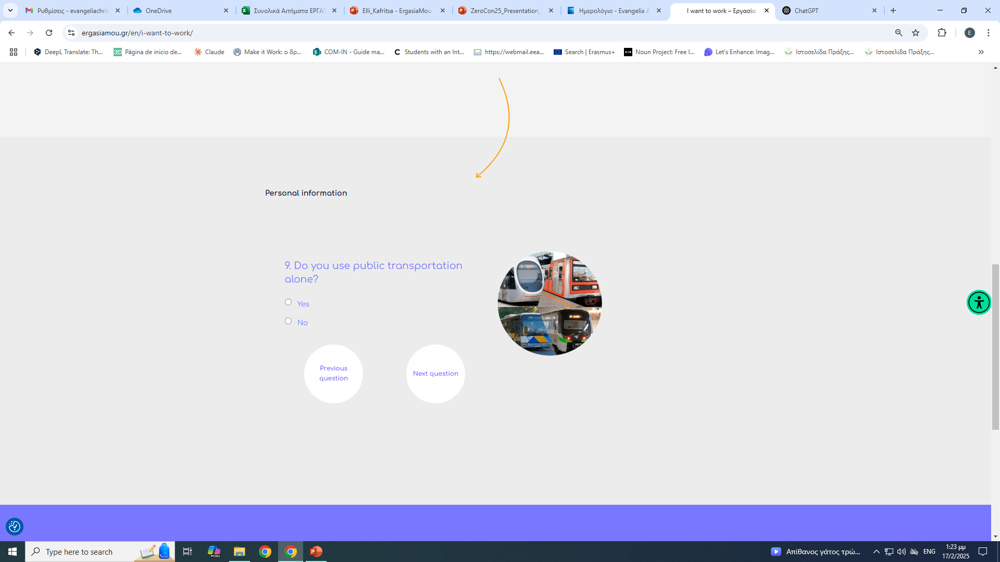 Ρυθμίσεις - evangeliachris
OneDrive
Συνολικά Αιτήματα ΕΡΓΑΣ
Elli_Kafritsa - ErgasiaMou
ZeroCon25_Presentation_
Ημερολόγιο - Evangelia A
I want to work – Εργασία
ChatGPT
ergasiamou.gr/en/i-want-to-work/
E
DeepL Translate: Th...
Página de inicio de...
Claude
Make it Work: ο δρ...
COM-IN - Guide ma...
Students with an Int...
https://webmail.eea...
Search | Erasmus+
Noun Project: Free I...
Let's Enhance: Imag...
Ιστοσελίδα Πράξης...
Ιστοσελίδα Πράξης...
Personal information
9. Do you use public transportation
alone?
Yes
No
Previous
question
Next question
Type here to search
M365
Απίθανος γάτος τρώ...
ENG
1:23 μμ
17/2/2025